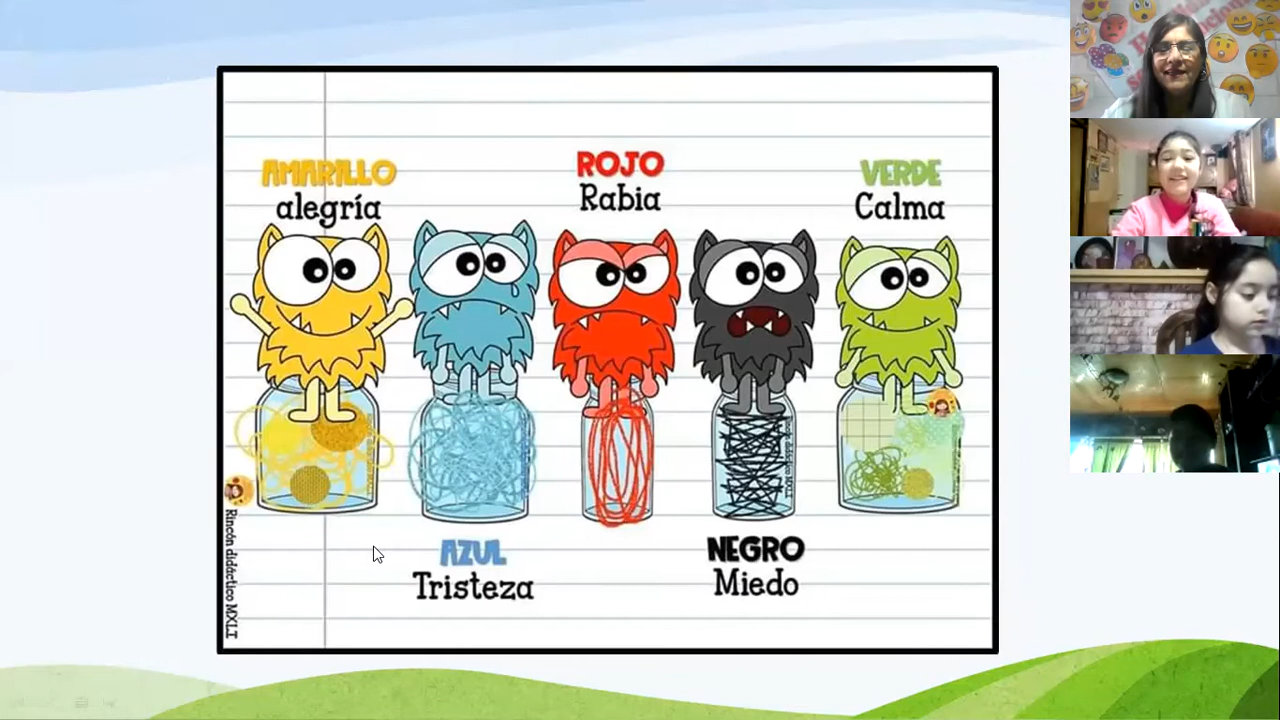 AMARILLO
alegría
ROJO
Rabia
VERDE
Calma
AZUL
Tristeza
NEGRO
Miedo
Rincón didáctico MXLI